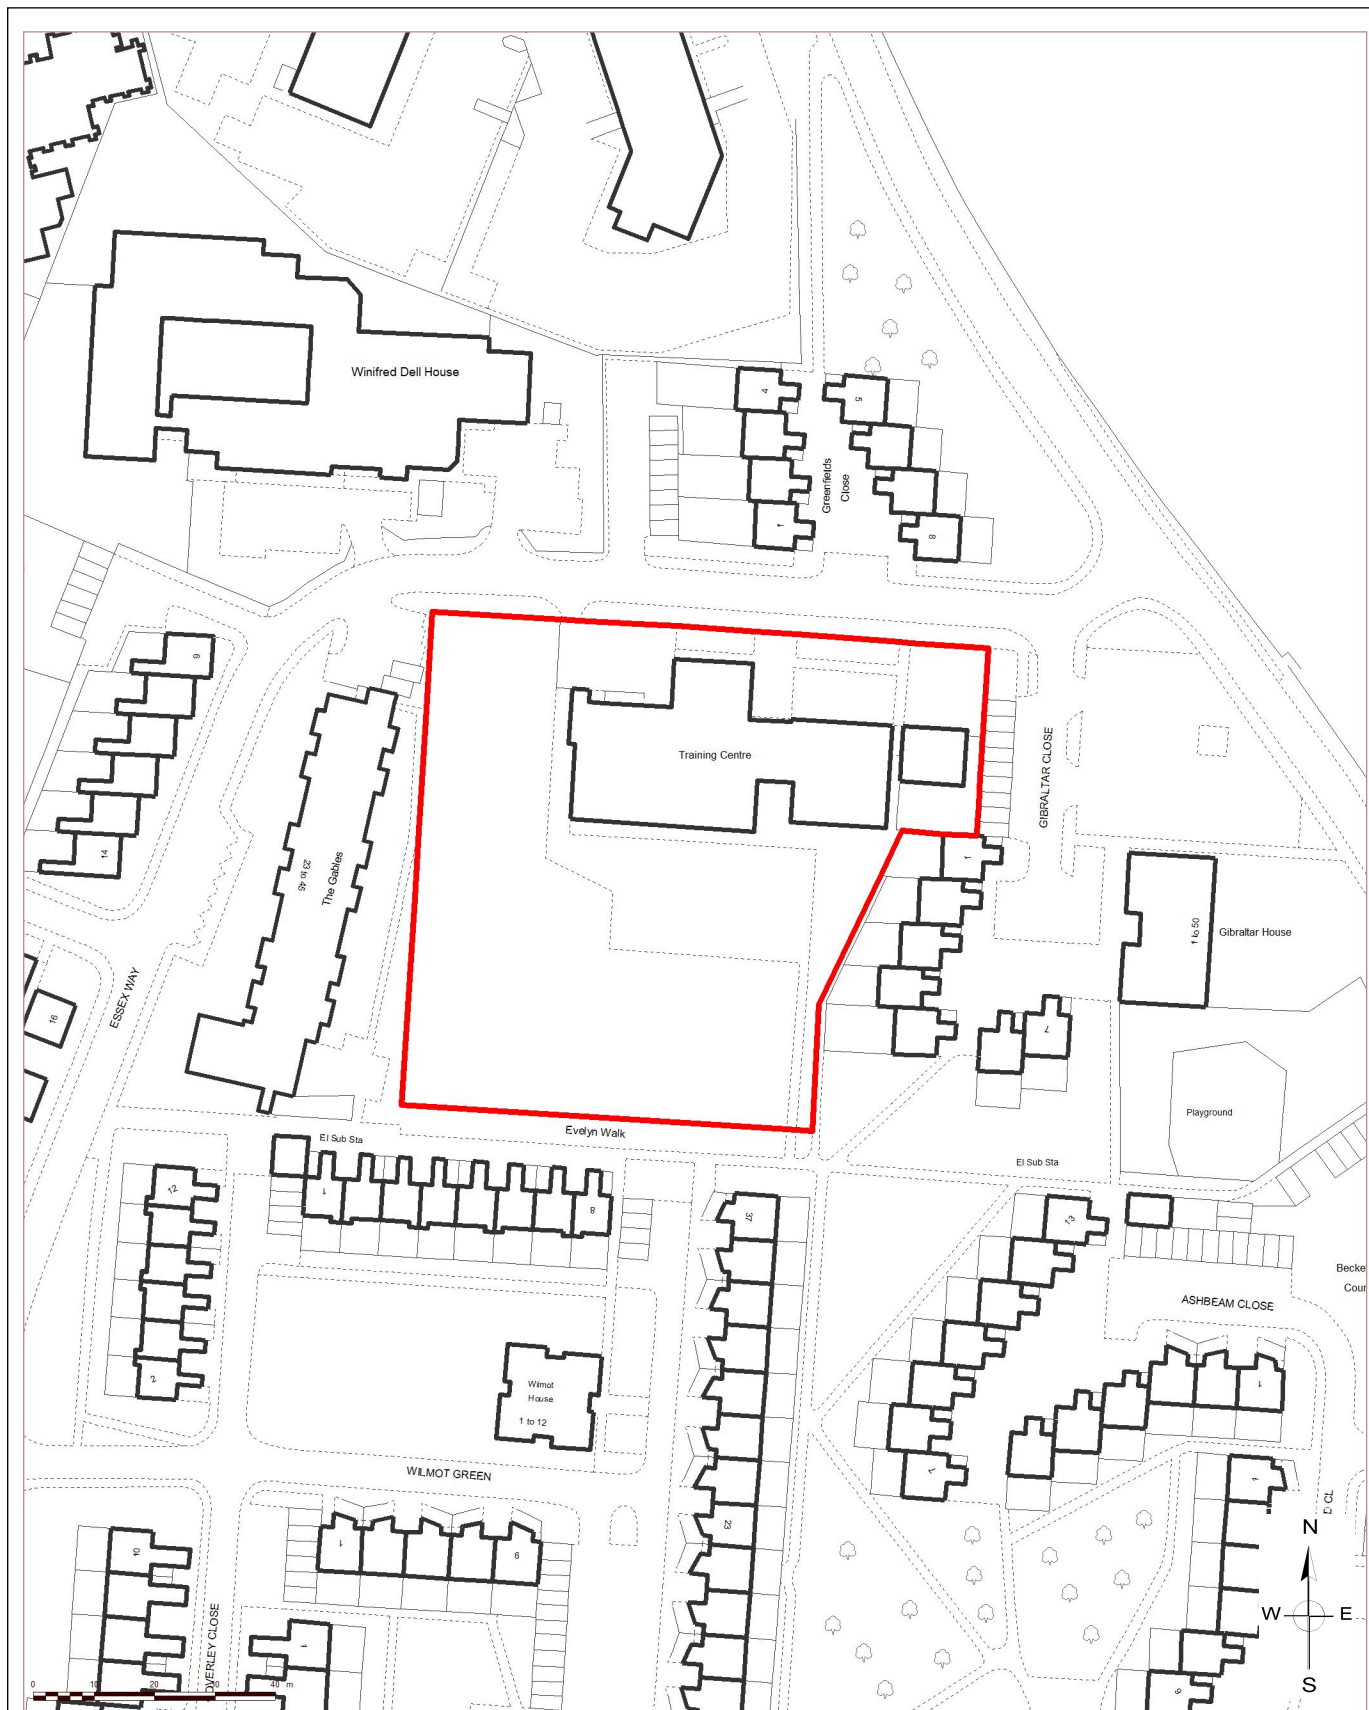 Winifred Dell House
4
5
Greenfields
Close
1
8
9
14
Training Centre
GIBRALTAR CLOSE
23 to 45
The Gables
1
1 to 50
Gibraltar House
ESSEX WAY
16
7
Playground
Evelyn Walk
El Sub Sta
El Sub Sta
12
1
8
37
13
Becke
Cour
ASHBEAM CLOSE
2
Wilmot
House
1 to 12
1
7
WILMOT GREEN
1
D CL
23
1
6
10
N
W
E
S
OVERLEY CLOSE
1
9
0 10 20 30 40 m